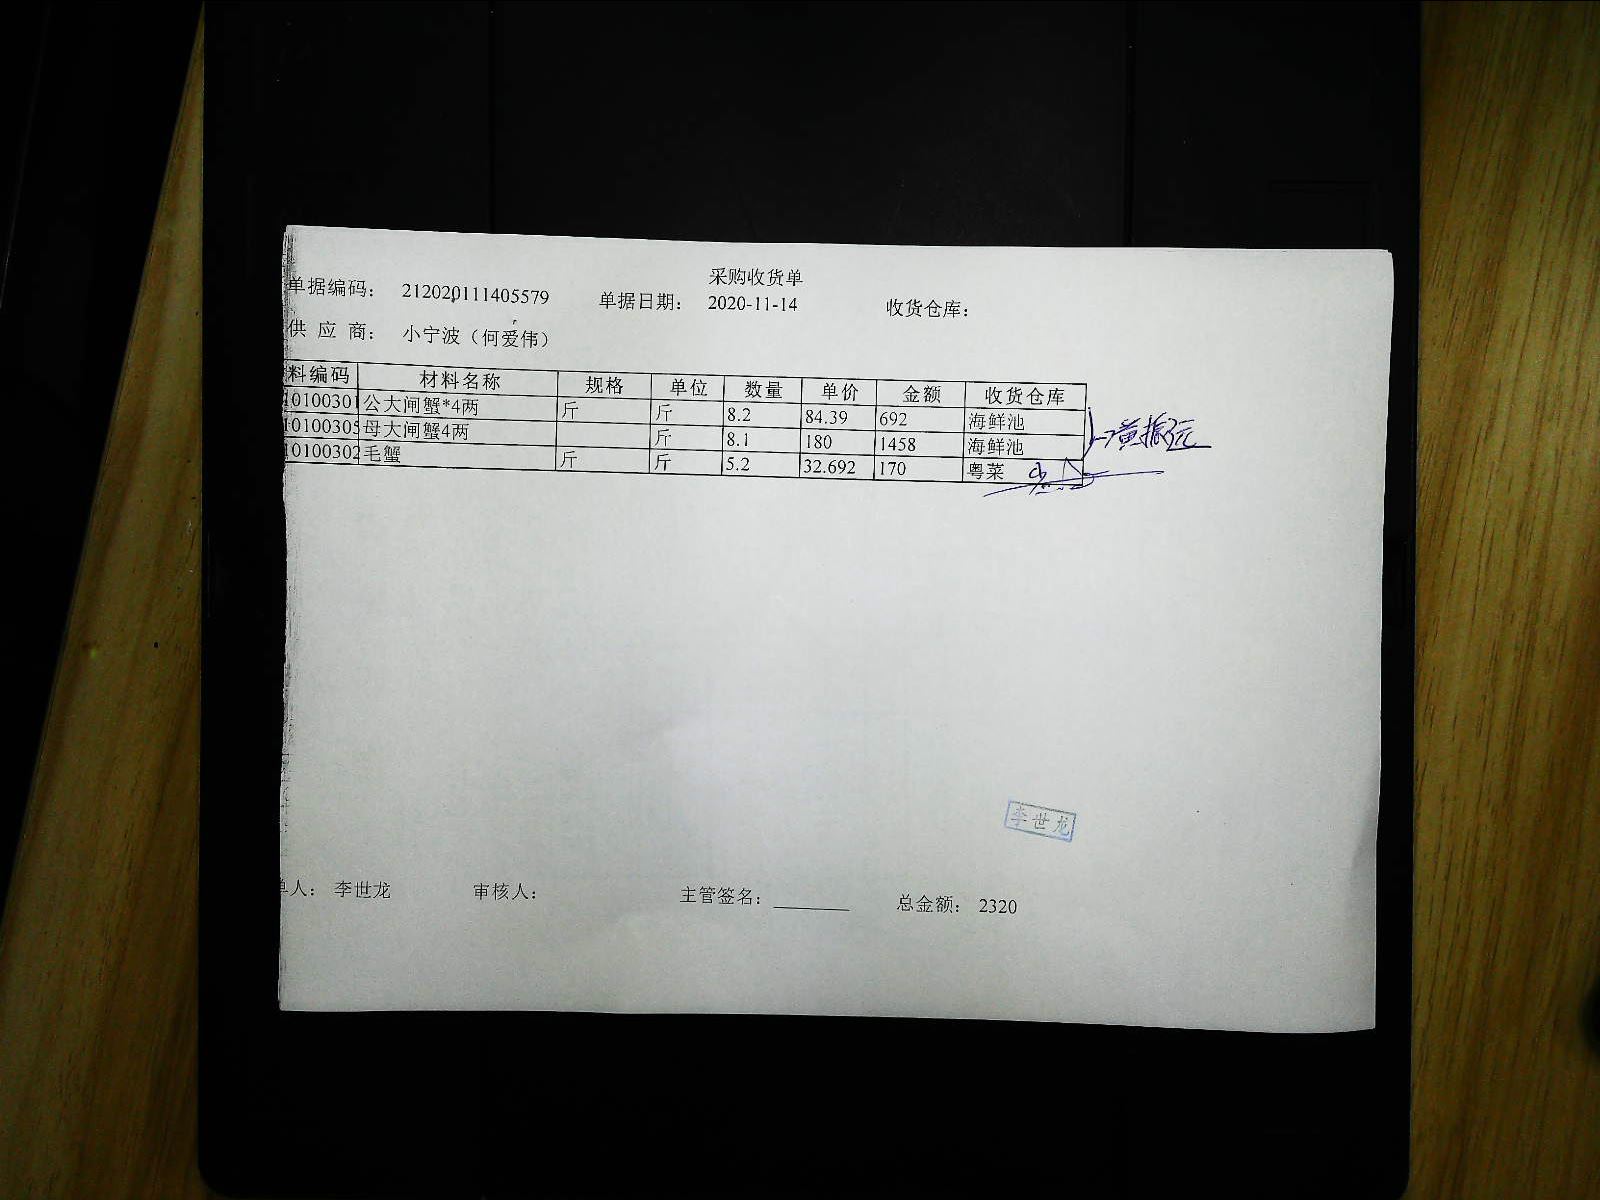 采购收货单
单据编码： 212020111405579 单据日期： 2020-11-14 收货仓库：
供 应 商： 小宁波（何爱伟）
料编码 材料名称 规格 单位 数量 单价 金额 收货仓库
10100301 公大闸蟹*4两 斤 斤 8.2 84.39 692 海鲜池
10100305 母大闸蟹4两 斤 8.1 180 1458 海鲜池
10100302 毛蟹 斤 斤 5.2 32.692 170 粤菜
李世龙
单人： 李世龙 审核人： 主管签名： 总金额： 2320